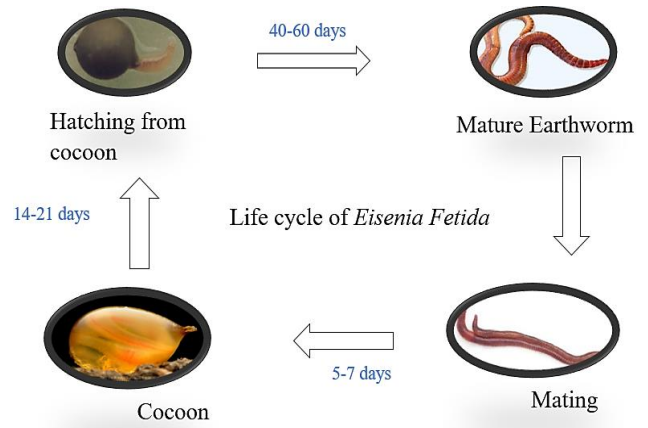 40-60 days
Hatching from
cocoon
Mature Earthworm
14-21 days
Life cycle of Eisenia Fetida
5-7 days
Cocoon
Mating